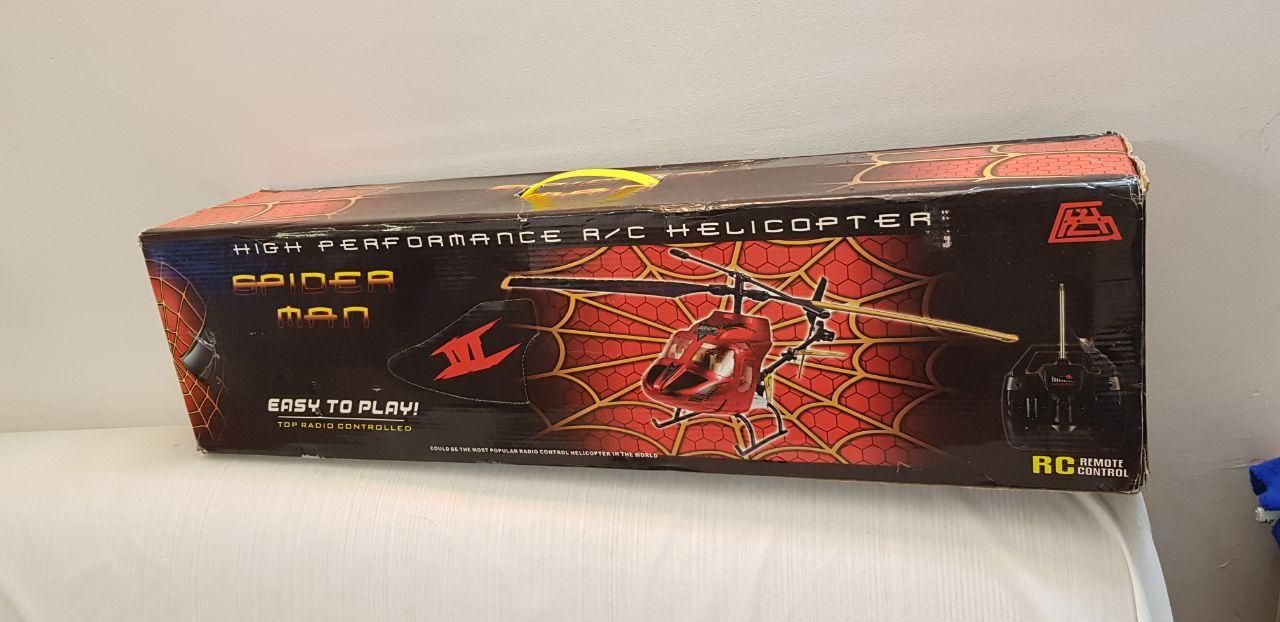 HIGH PERFORMANCE R/C HELICOPTER
SPIDER
MAN
EASY TO PLAY!
TOP RADIO CONTROLLED
COULD BE THE MOST POPULAR RADIO CONTROL HELICOPTER IN THE WORLD
RC REMOTE
CONTROL